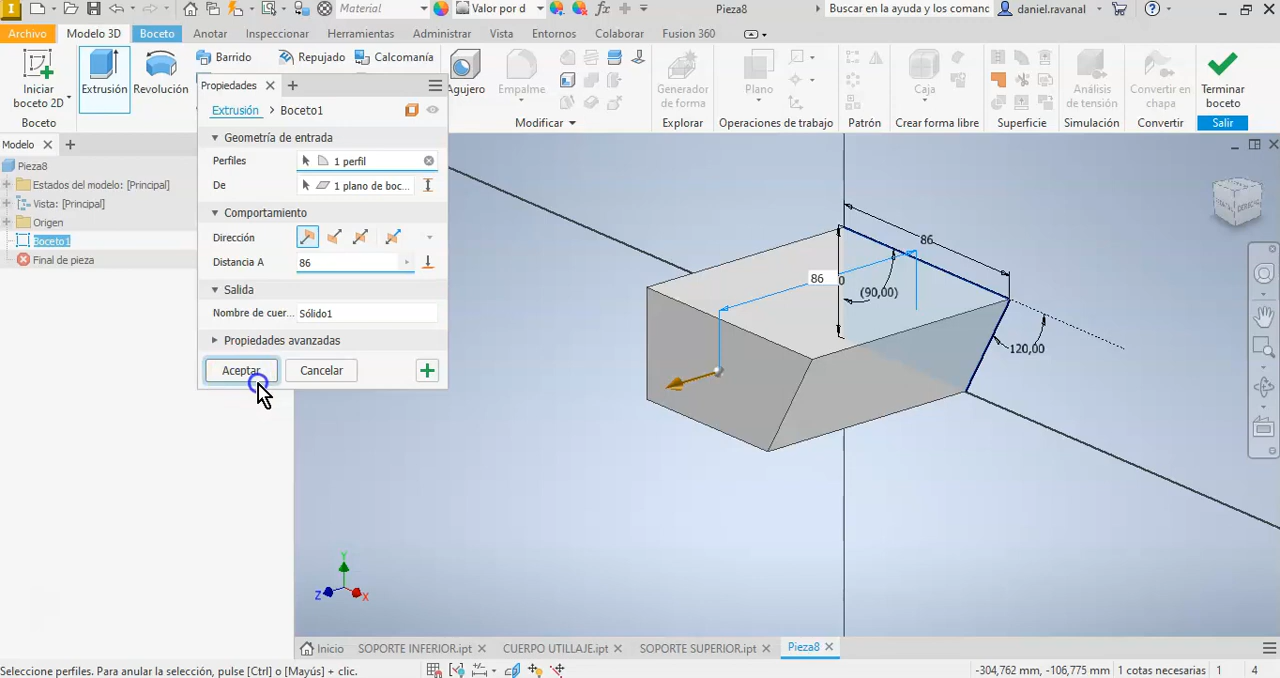 Material
Valor por d
Pieza8
Buscar en la ayuda y los comanc
daniel.ravanal
Archivo
Modelo 3D
Boceto
Anotar
Inspeccionar
Herramientas
Administrar
Vista
Entornos
Colaborar
Fusion 360
Iniciar
boceto 2D
Extrusión
Revolución
Barrido
Repujado
Calcomanía
Agujero
Empalme
Generador
de forma
Plano
Caja
Análisis
de tensión
Convertir en
chapa
Terminar
boceto
Boceto
Modificar
Explorar
Operaciones de trabajo
Patrón
Crear forma libre
Superficie
Simulación
Convertir
Salir
Modelo
Pieza8
Estados del modelo: [Principal]
Vista: [Principal]
Origen
Boceto1
Final de pieza
Propiedades
Extrusión > Boceto1
Geometría de entrada
Perfiles 1 perfil
De 1 plano de boc...
Comportamiento
Dirección
Distancia A 86
Salida
Nombre de cuer... Sólido1
Propiedades avanzadas
Aceptar
Cancelar
86
86
0
(90,00)
120,00
Y
Z
X
Inicio
SOPORTE INFERIOR.ipt
CUERPO UTILLAJE.ipt
SOPORTE SUPERIOR.ipt
Pieza8
Seleccione perfiles. Para anular la selección, pulse [Ctrl] o [Mayús] + clic.
-304,762 mm, -106,775 mm
1 cotas necesarias
1
4